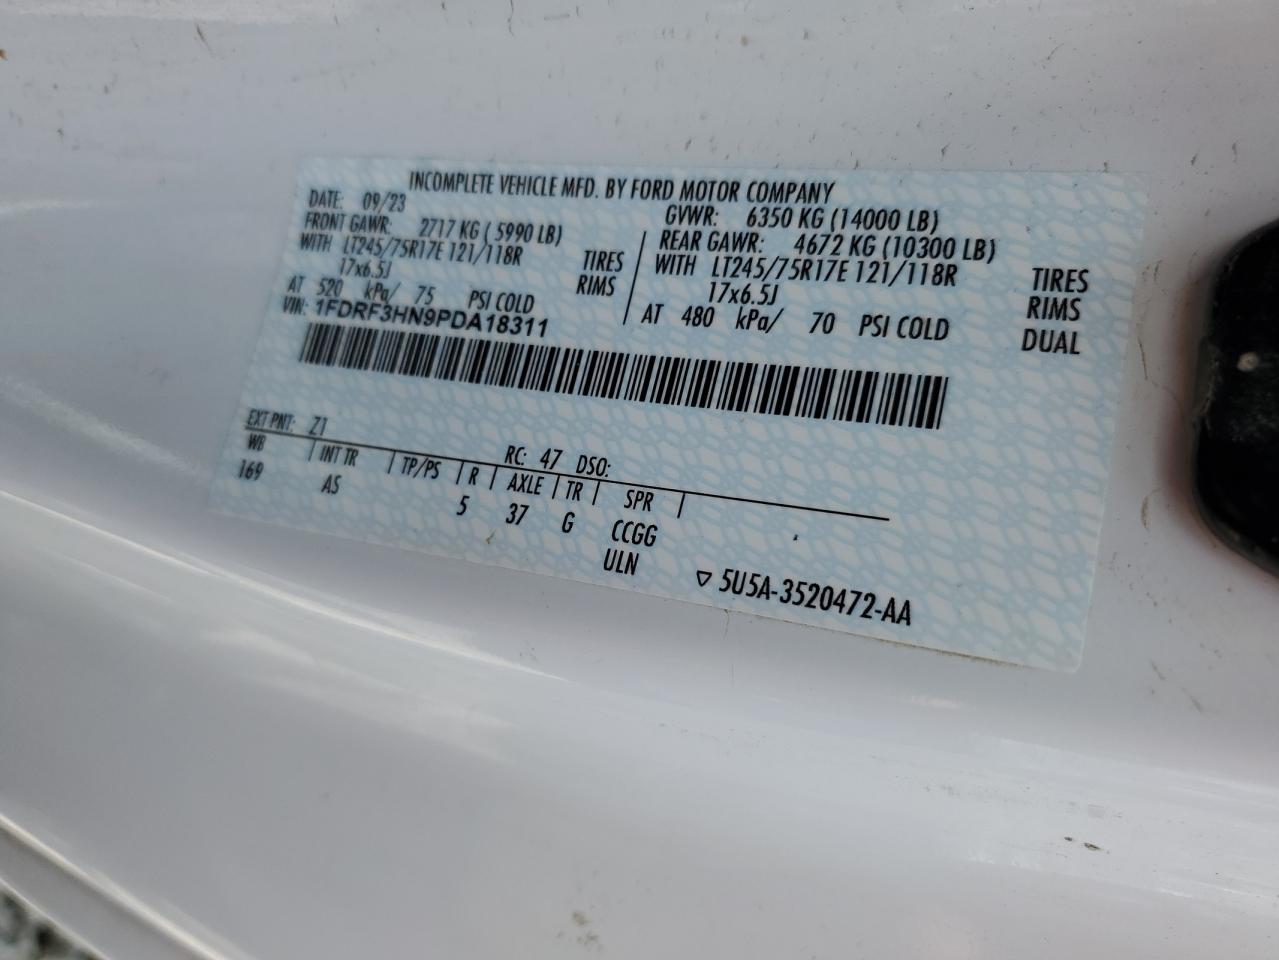 INCOMPLETE VEHICLE MFD. BY FORD MOTOR COMPANY
DATE: 09/23 GVWR: 6350 KG (14000 LB)
FRONT GAWR: 2717 KG ( 5990 LB) REAR GAWR: 4672 KG (10300 LB)
WITH LT245/75R17E 121/118R TIRES WITH LT245/75R17E 121/118R TIRES
17x6.5J RIMS 17x6.5J RIMS
AT 520 kPa/ 75 PSI COLD AT 480 kPa/ 70 PSI COLD DUAL
VIN: 1FDRF3HN9PDA18311
EXT PNT: Z1 RC: 47 DSO:
WB INT TR TP/PS R AXLE TR SPR
169 A5 5 37 G CCGG
ULN
▽ 5U5A-3520472-AA